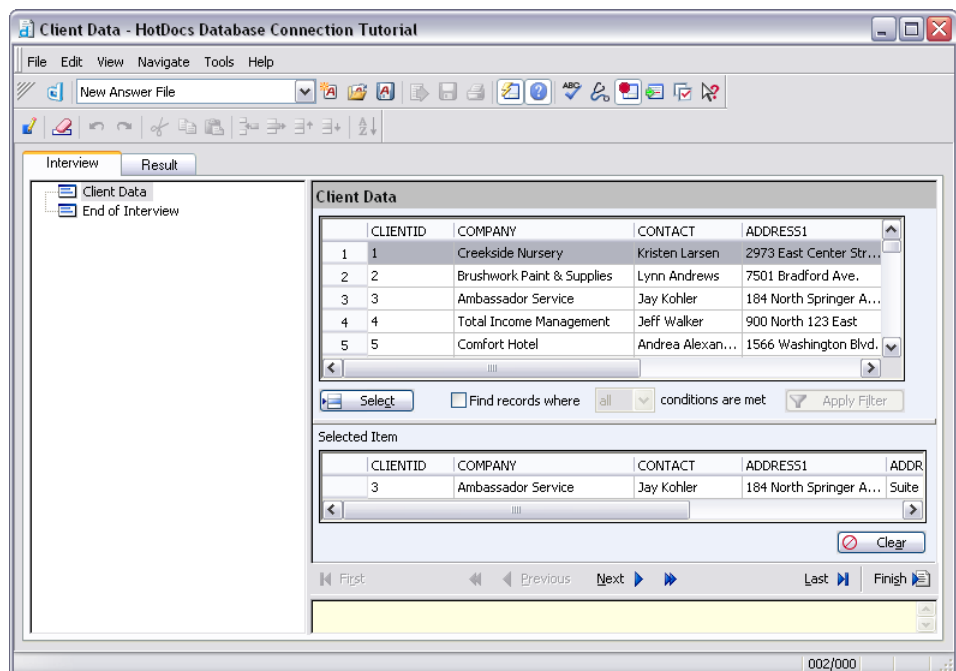 Client Data - HotDocs Database Connection Tutorial
File Edit View Navigate Tools Help
New Answer File
Interview Result
Client Data
End of Interview
Client Data
CLIENTID COMPANY CONTACT ADDRESS1
1 1 Creekside Nursery Kristen Larsen 2973 East Center Str...
2 2 Brushwork Paint & Supplies Lynn Andrews 7501 Bradford Ave.
3 3 Ambassador Service Jay Kohler 184 North Springer A...
4 4 Total Income Management Jeff Walker 900 North 123 East
5 5 Comfort Hotel Andrea Alexan... 1566 Washington Blvd.
Select Find records where all conditions are met Apply Filter
Selected Item
CLIENTID COMPANY CONTACT ADDRESS1 ADDR
3 Ambassador Service Jay Kohler 184 North Springer A... Suite
Clear
First Previous Next Last Finish
002/000